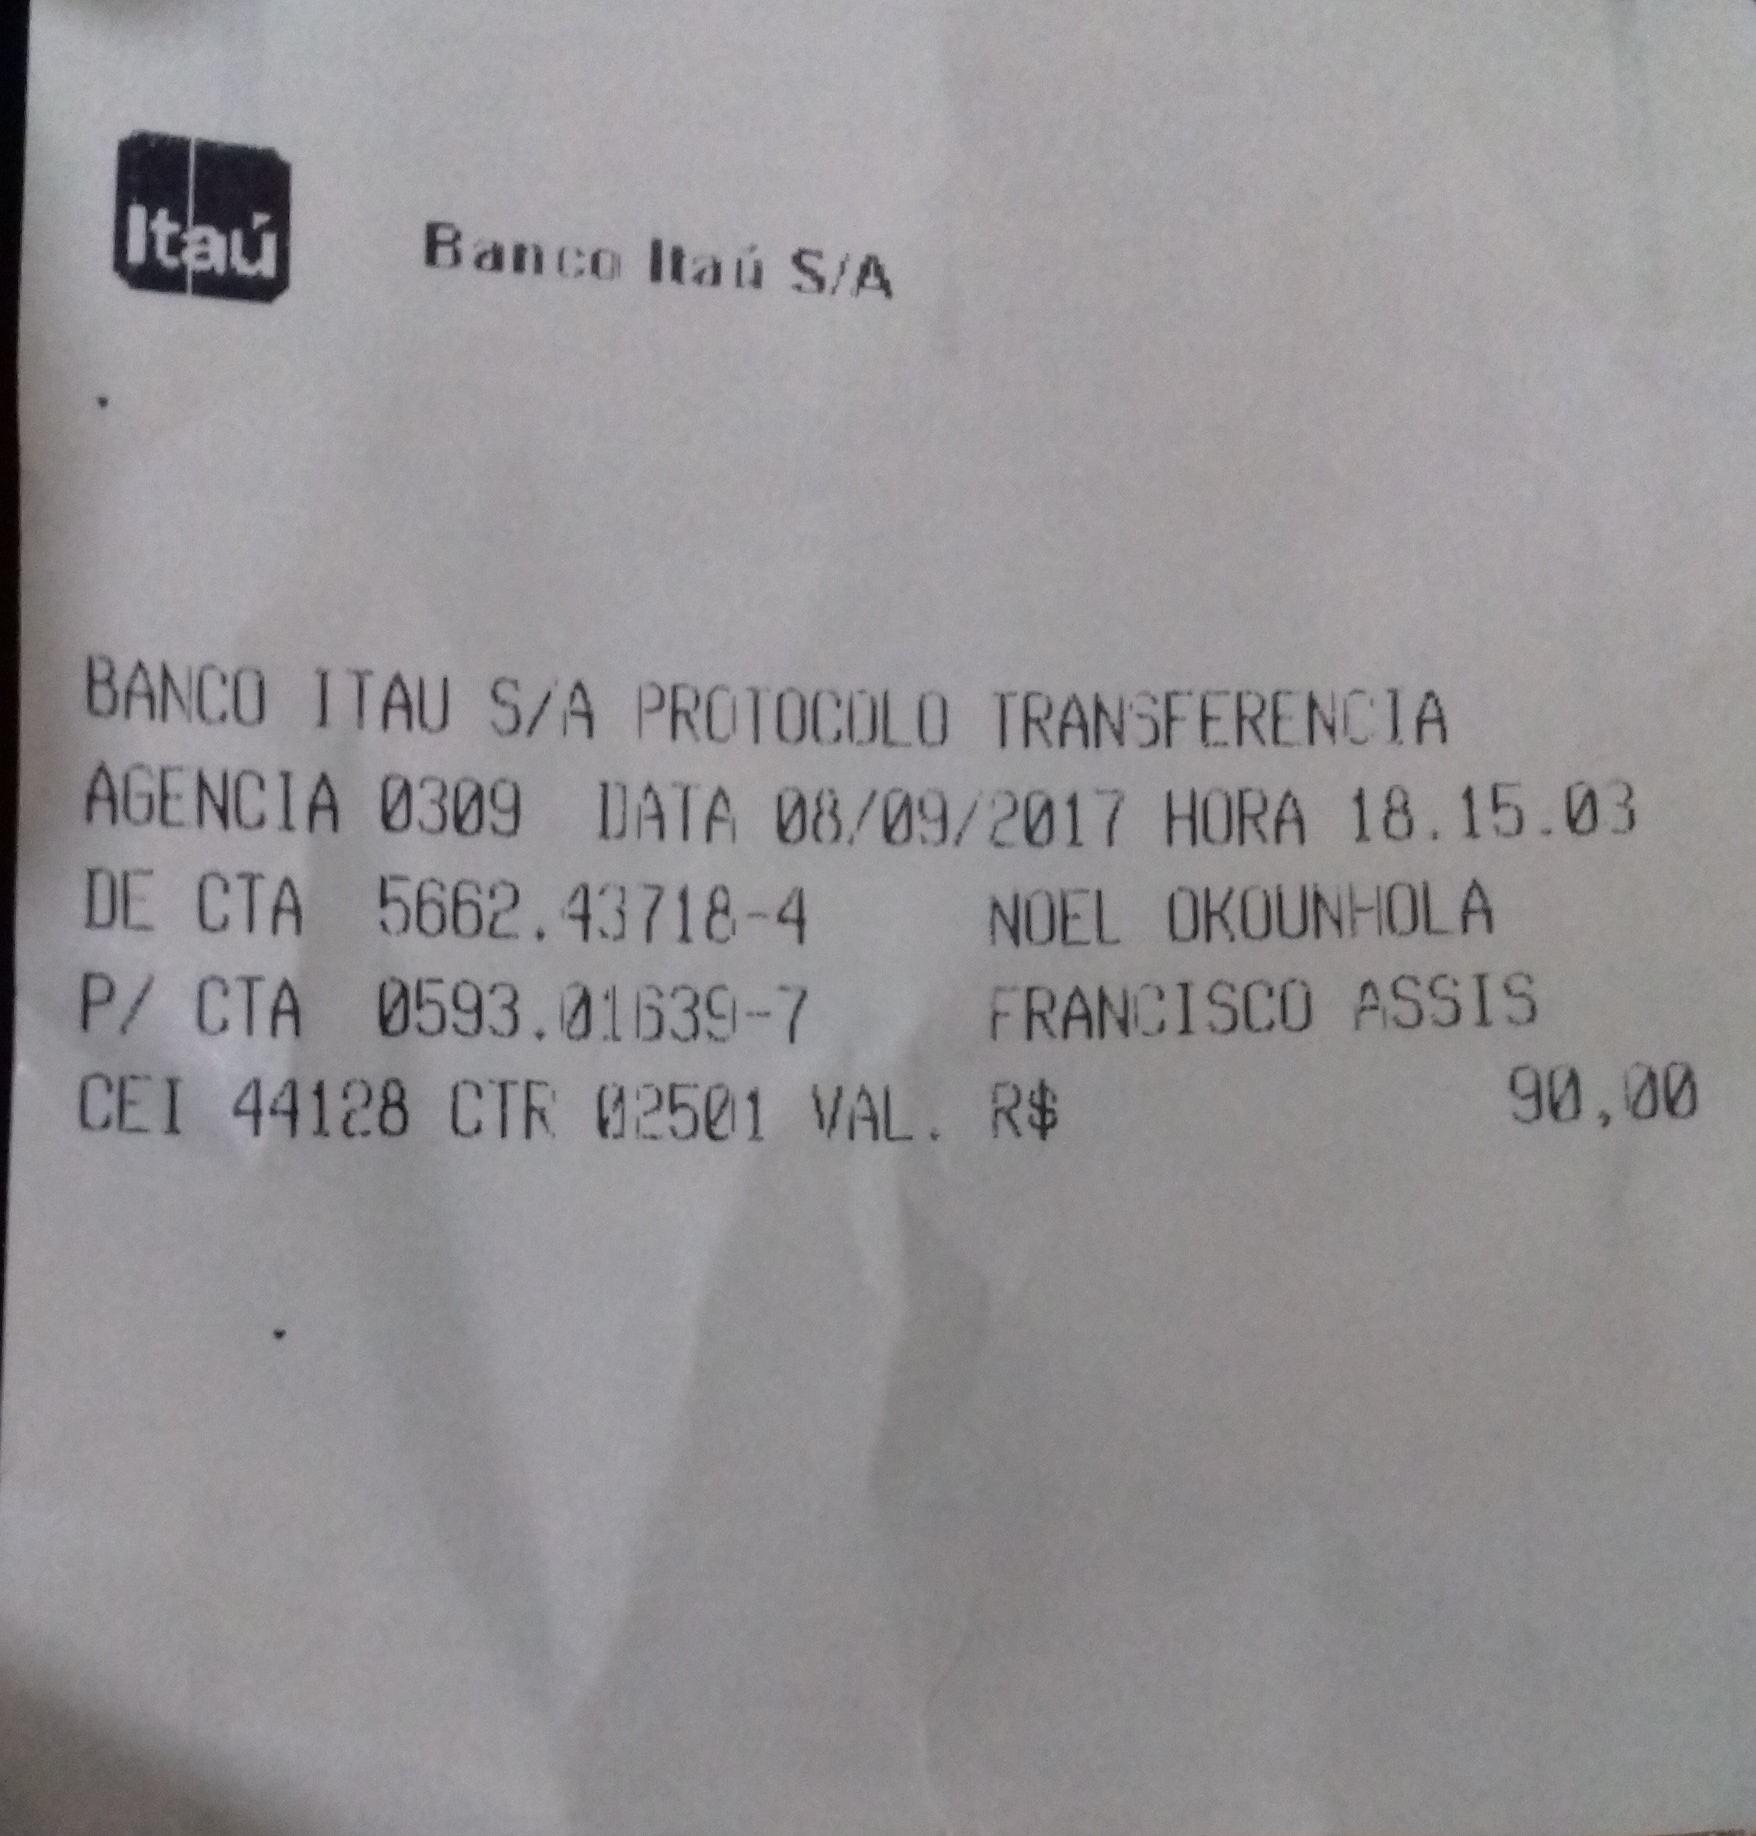 Itaú
Banco Itaú S/A
BANCO ITAU S/A PROTOCOLO TRANSFERENCIA
AGENCIA 0309 DATA 08/09/2017 HORA 18.15.03
DE CTA 5662.43718-4 NOEL OKOUNHOLA
P/ CTA 0593.01639-7 FRANCISCO ASSIS
CEI 44128 CTR 02501 VAL. R$ 90,00